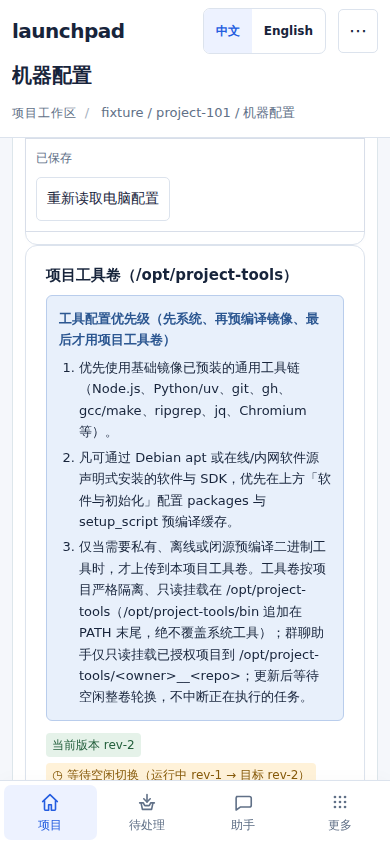 launchpad
中文
English
…
机器配置
项目工作区 / fixture / project-101 / 机器配置
已保存
重新读取电脑配置
项目工具卷（/opt/project-tools）
工具配置优先级（先系统、再预编译镜像、最
后才用项目工具卷）
1. 优先使用基础镜像已预装的通用工具链
（Node.js、Python/uv、git、gh、
gcc/make、ripgrep、jq、Chromium
等）。
2. 凡可通过 Debian apt 或在线/内网软件源
声明式安装的软件与 SDK，优先在上方「软
件与初始化」配置 packages 与
setup_script 预编译缓存。
3. 仅当需要私有、离线或闭源预编译二进制工
具时，才上传到本项目工具卷。工具卷按项
目严格隔离、只读挂载在 /opt/project-
tools（/opt/project-tools/bin 追加在
PATH 末尾，绝不覆盖系统工具）；群聊助
手仅只读挂载已授权项目到 /opt/project-
tools/<owner>__<repo>；更新后等待
空闲整卷轮换，不中断正在执行的任务。
当前版本 rev-2
◷ 等待空闲切换（运行中 rev-1 → 目标 rev-2）
项目
待处理
助手
更多